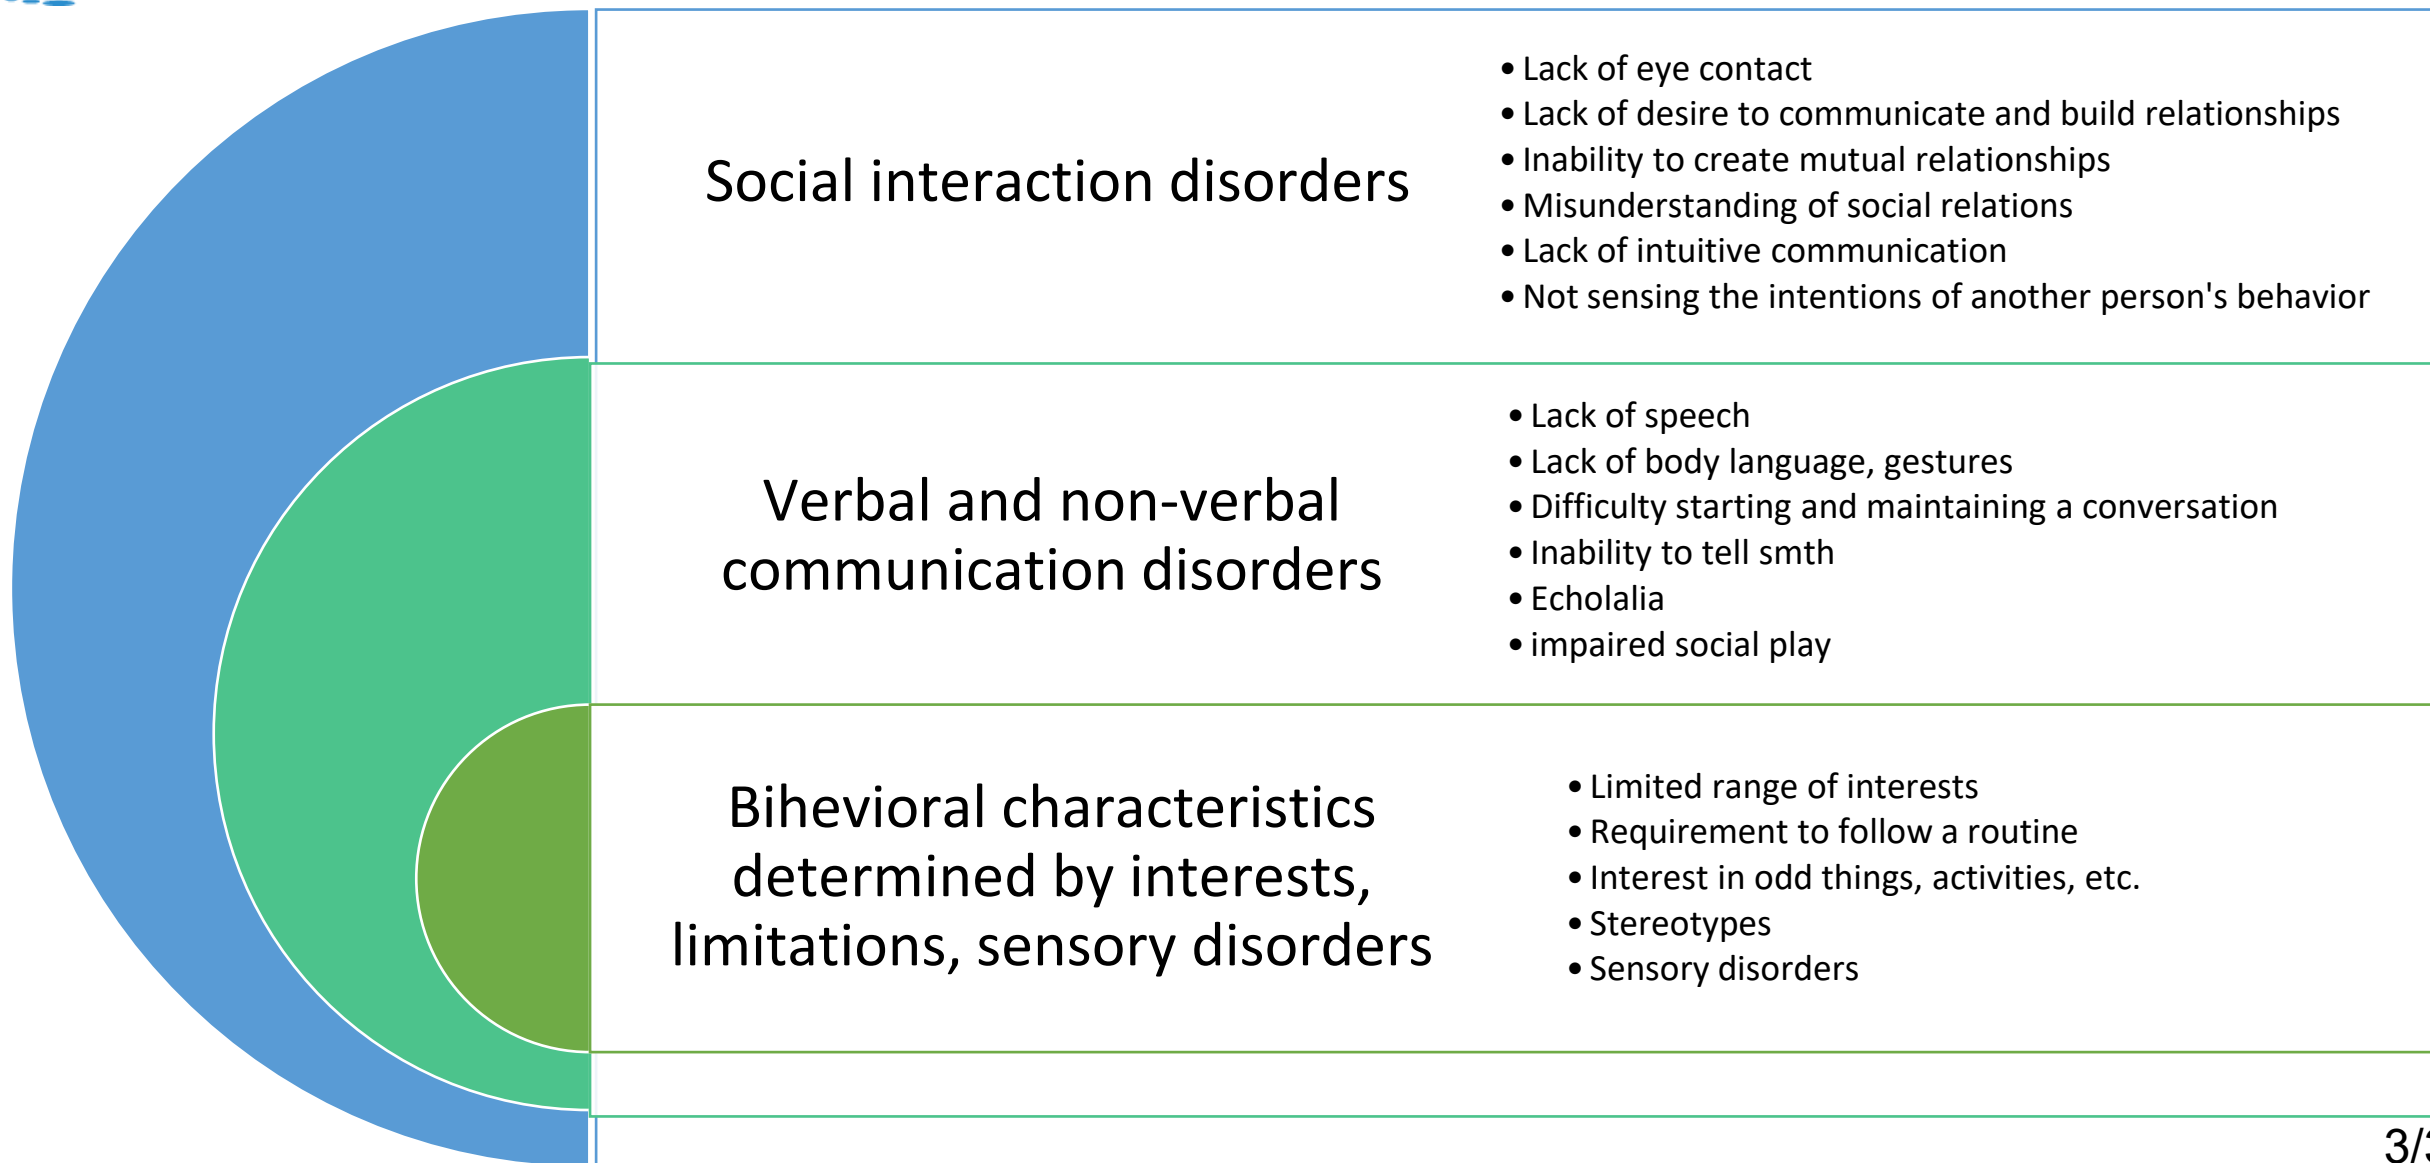 Social interaction disorders
• Lack of eye contact
• Lack of desire to communicate and build relationships
• Inability to create mutual relationships
• Misunderstanding of social relations
• Lack of intuitive communication
• Not sensing the intentions of another person's behavior
Verbal and non-verbal
communication disorders
• Lack of speech
• Lack of body language, gestures
• Difficulty starting and maintaining a conversation
• Inability to tell smth
• Echolalia
• impaired social play
Bihevioral characteristics
determined by interests,
limitations, sensory disorders
• Limited range of interests
• Requirement to follow a routine
• Interest in odd things, activities, etc.
• Stereotypes
• Sensory disorders
3/